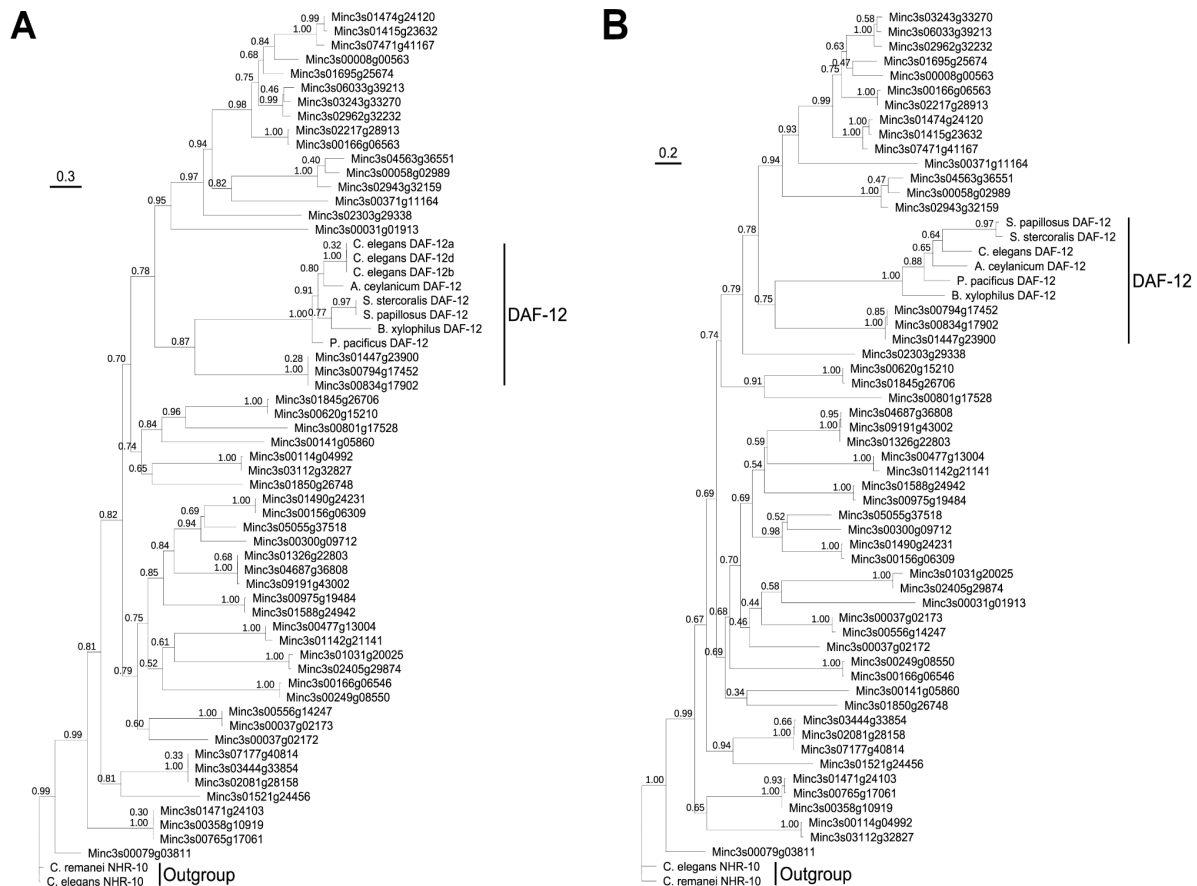 A
0.3
0.99
Minc3s01474g24120
Minc3s01415g23632
1.00
Minc3s07471g41167
0.84
Minc3s00008g00563
0.68
Minc3s01695g25674
0.75
0.46
Minc3s06033g39213
0.99
Minc3s03243g33270
Minc3s02962g32232
0.98
1.00
Minc3s02217g28913
Minc3s00166g06563
0.94
0.40
Minc3s04563g36551
1.00
Minc3s00058g02989
0.97
0.82
Minc3s02943g32159
Minc3s00371g11164
0.95
Minc3s02303g29338
Minc3s00031g01913
0.32
C. elegans DAF-12a
1.00
C. elegans DAF-12d
C. elegans DAF-12b
0.80
A. ceylanicum DAF-12
0.78
0.91
0.97
S. stercoralis DAF-12
S. papillosus DAF-12
1.00
0.77
B. xylophilus DAF-12
P. pacificus DAF-12
DAF-12
0.87
0.28
Minc3s01447g23900
1.00
Minc3s00794g17452
Minc3s00834g17902
0.70
1.00
Minc3s01845g26706
Minc3s00620g15210
0.96
Minc3s00801g17528
0.84
Minc3s00141g05860
0.74
1.00
Minc3s00114g04992
Minc3s03112g32827
0.65
Minc3s01850g26748
0.82
1.00
Minc3s01490g24231
Minc3s00156g06309
0.69
Minc3s05055g37518
0.94
Minc3s00300g09712
0.84
0.68
Minc3s01326g22803
1.00
Minc3s04687g36808
Minc3s09191g43002
0.85
1.00
Minc3s00975g19484
Minc3s01588g24942
0.75
1.00
Minc3s00477g13004
Minc3s01142g21141
0.61
1.00
Minc3s01031g20025
Minc3s02405g29874
0.52
0.81
0.79
1.00
Minc3s00166g06546
Minc3s00249g08550
1.00
Minc3s00556g14247
Minc3s00037g02173
0.60
Minc3s00037g02172
0.99
0.33
Minc3s07177g40814
1.00
Minc3s03444g33854
Minc3s02081g28158
0.81
Minc3s01521g24456
0.99
0.30
Minc3s01471g24103
1.00
Minc3s00358g10919
Minc3s00765g17061
Minc3s00079g03811
C. remanei NHR-10
C. elegans NHR-10
Outgroup
B
0.2
0.58
Minc3s03243g33270
Minc3s06033g39213
1.00
Minc3s02962g32232
0.63
Minc3s01695g25674
0.47
0.75
Minc3s00008g00563
1.00
Minc3s00166g06563
Minc3s02217g28913
0.99
1.00
Minc3s01474g24120
1.00
Minc3s01415g23632
Minc3s07471g41167
0.93
Minc3s00371g11164
0.94
0.47
Minc3s04563g36551
1.00
Minc3s00058g02989
Minc3s02943g32159
0.97
S. papillosus DAF-12
0.64
S. stercoralis DAF-12
0.78
0.65
C. elegans DAF-12
0.88
A. ceylanicum DAF-12
1.00
P. pacificus DAF-12
B. xylophilus DAF-12
DAF-12
0.79
0.75
0.85
Minc3s00794g17452
1.00
Minc3s00834g17902
Minc3s01447g23900
0.74
Minc3s02303g29338
1.00
Minc3s00620g15210
Minc3s01845g26706
0.91
Minc3s00801g17528
0.95
Minc3s04687g36808
1.00
Minc3s09191g43002
Minc3s01326g22803
0.59
1.00
Minc3s00477g13004
Minc3s01142g21141
0.54
1.00
Minc3s01588g24942
Minc3s00975g19484
0.69
0.69
0.52
Minc3s05055g37518
Minc3s00300g09712
0.98
1.00
Minc3s01490g24231
Minc3s00156g06309
0.70
1.00
Minc3s01031g20025
Minc3s02405g29874
0.58
Minc3s00031g01913
0.44
0.67
0.68
0.46
1.00
Minc3s00037g02173
Minc3s00556g14247
Minc3s00037g02172
0.69
1.00
Minc3s00249g08550
Minc3s00166g06546
0.34
Minc3s00141g05860
Minc3s01850g26748
0.66
Minc3s03444g33854
1.00
Minc3s02081g28158
Minc3s07177g40814
0.99
0.94
Minc3s01521g24456
0.93
Minc3s01471g24103
1.00
Minc3s00765g17061
Minc3s00358g10919
1.00
0.65
1.00
Minc3s00114g04992
Minc3s03112g32827
Minc3s00079g03811
C. elegans NHR-10
C. remanei NHR-10
Outgroup